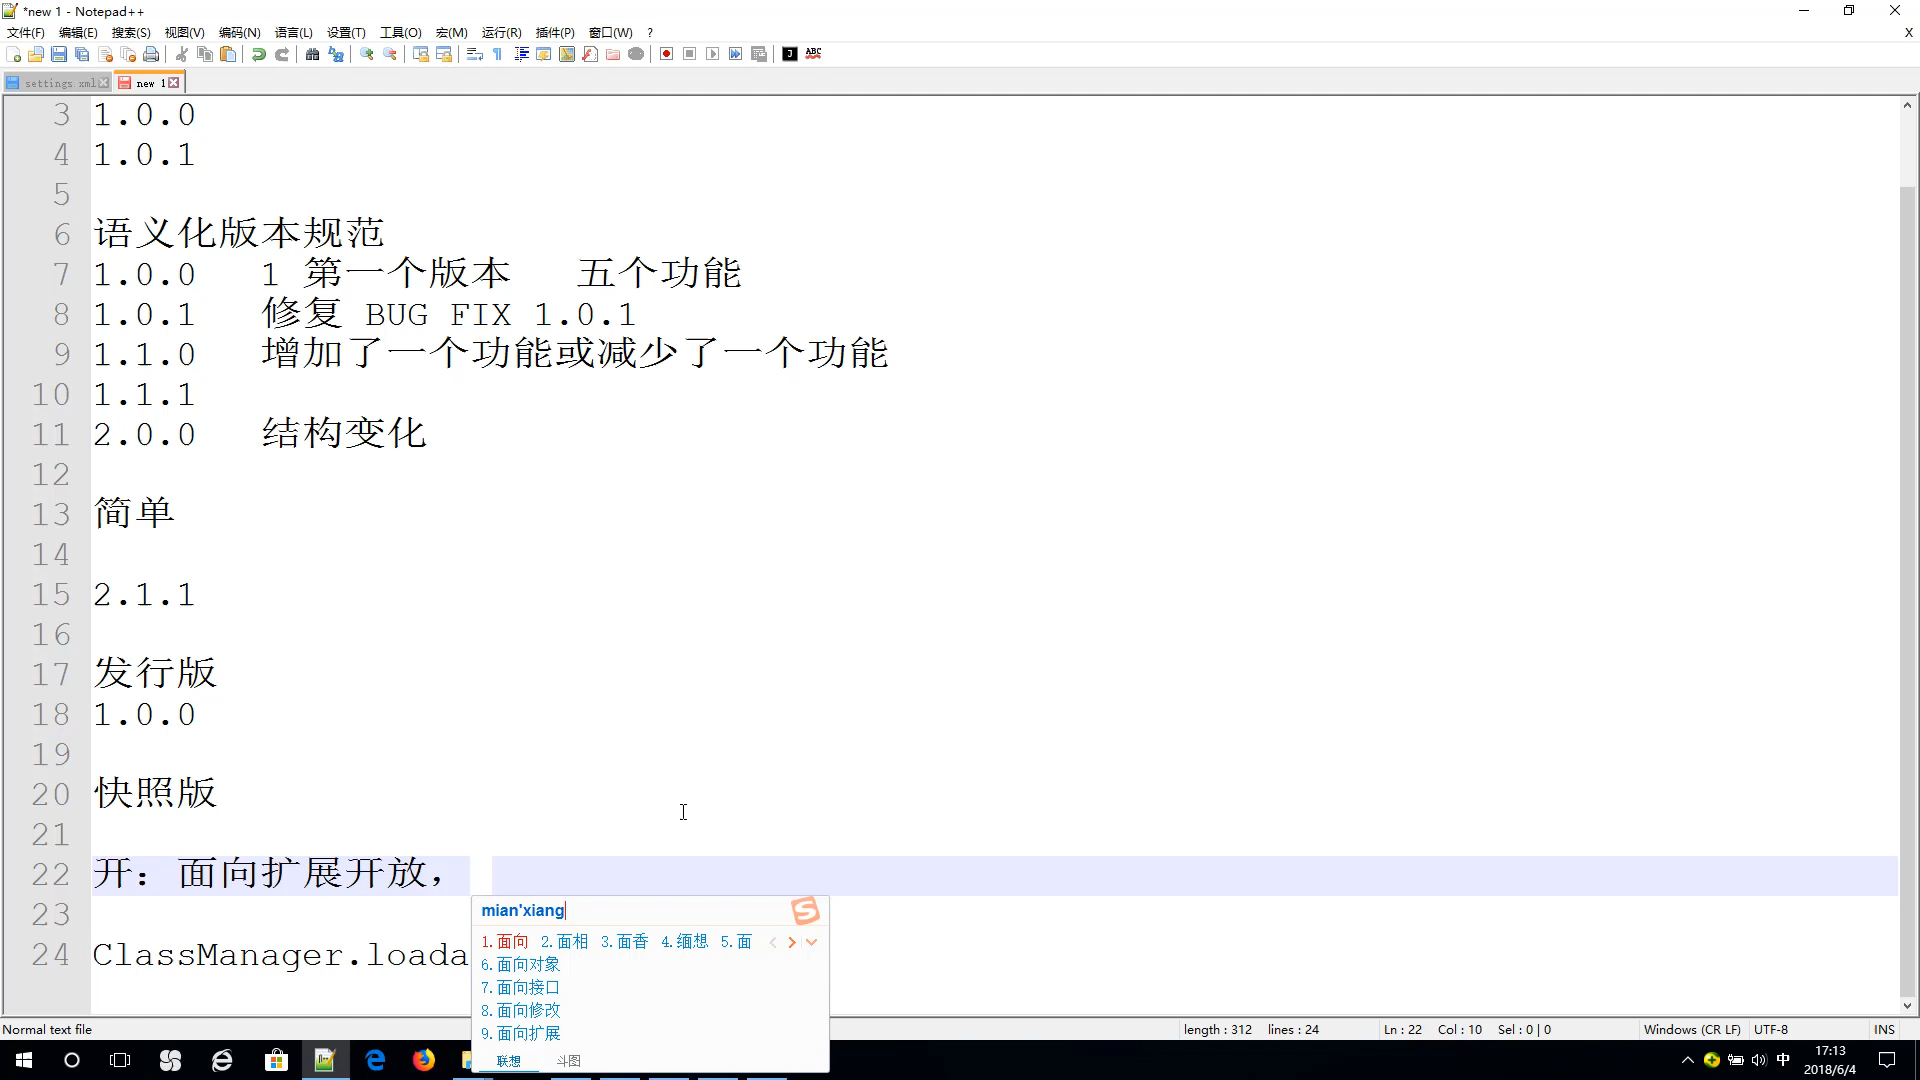 *new 1 - Notepad++
文件(F) 编辑(E) 搜索(S) 视图(V) 编码(N) 语言(L) 设置(T) 工具(O) 宏(M) 运行(R) 插件(P) 窗口(W) ? X
settings.xml new 1
3 1.0.0
4 1.0.1
5
6 语义化版本规范
7 1.0.0 1 第一个版本 五个功能
8 1.0.1 修复 BUG FIX 1.0.1
9 1.1.0 增加了一个功能或减少了一个功能
10 1.1.1
11 2.0.0 结构变化
12
13 简单
14
15 2.1.1
16
17 发行版
18 1.0.0
19
20 快照版
21
22 开：面向扩展开放，
23
24 ClassManager.loada
mian'xiang
1.面向 2.面相 3.面香 4.缅想 5.面
6.面向对象
7.面向接口
8.面向修改
9.面向扩展
联想 斗图
Normal text file length : 312 lines : 24 Ln : 22 Col : 10 Sel : 0 | 0 Windows (CR LF) UTF-8 INS
中 17:13
2018/6/4